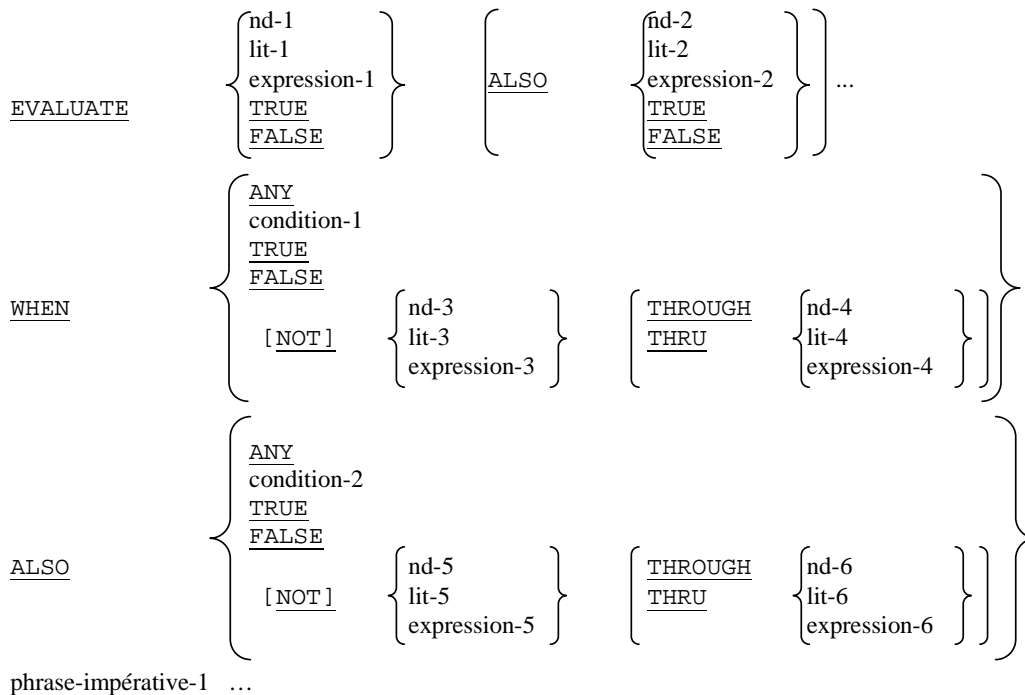 nd-1 nd-2
lit-1 lit-2
expression-1 ALSO expression-2 ...
EVALUATE TRUE TRUE
FALSE FALSE
ANY
condition-1
TRUE
FALSE
WHEN nd-3 THROUGH nd-4
[NOT] lit-3 THRU lit-4
expression-3 expression-4
ANY
condition-2
TRUE
FALSE
ALSO nd-5 THROUGH nd-6
[NOT] lit-5 THRU lit-6
expression-5 expression-6
phrase-impérative-1 …